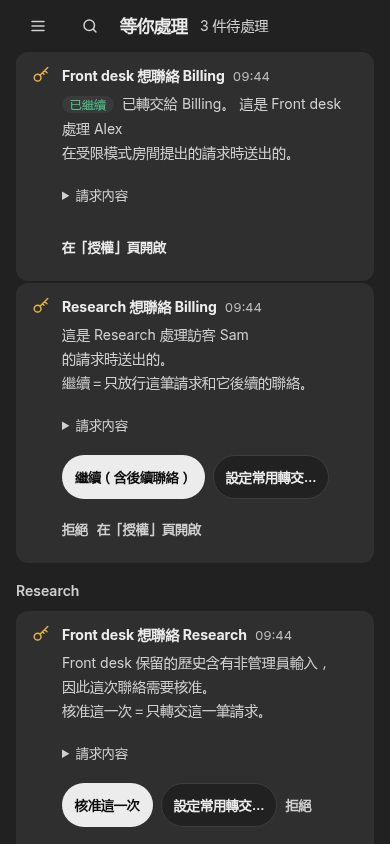 等你處理 3 件待處理
Front desk 想聯絡 Billing 09:44
已繼續 已轉交給 Billing。 這是 Front desk
處理 Alex
在受限模式房間提出的請求時送出的。
▶ 請求內容
在「授權」頁開啟
Research 想聯絡 Billing 09:44
這是 Research 處理訪客 Sam
的請求時送出的。
繼續＝只放行這筆請求和它後續的聯絡。
▶ 請求內容
繼續（含後續聯絡） 設定常用轉交…
拒絕 在「授權」頁開啟
Research
Front desk 想聯絡 Research 09:44
Front desk 保留的歷史含有非管理員輸入，
因此這次聯絡需要核准。
核准這一次＝只轉交這一筆請求。
▶ 請求內容
核准這一次 設定常用轉交… 拒絕